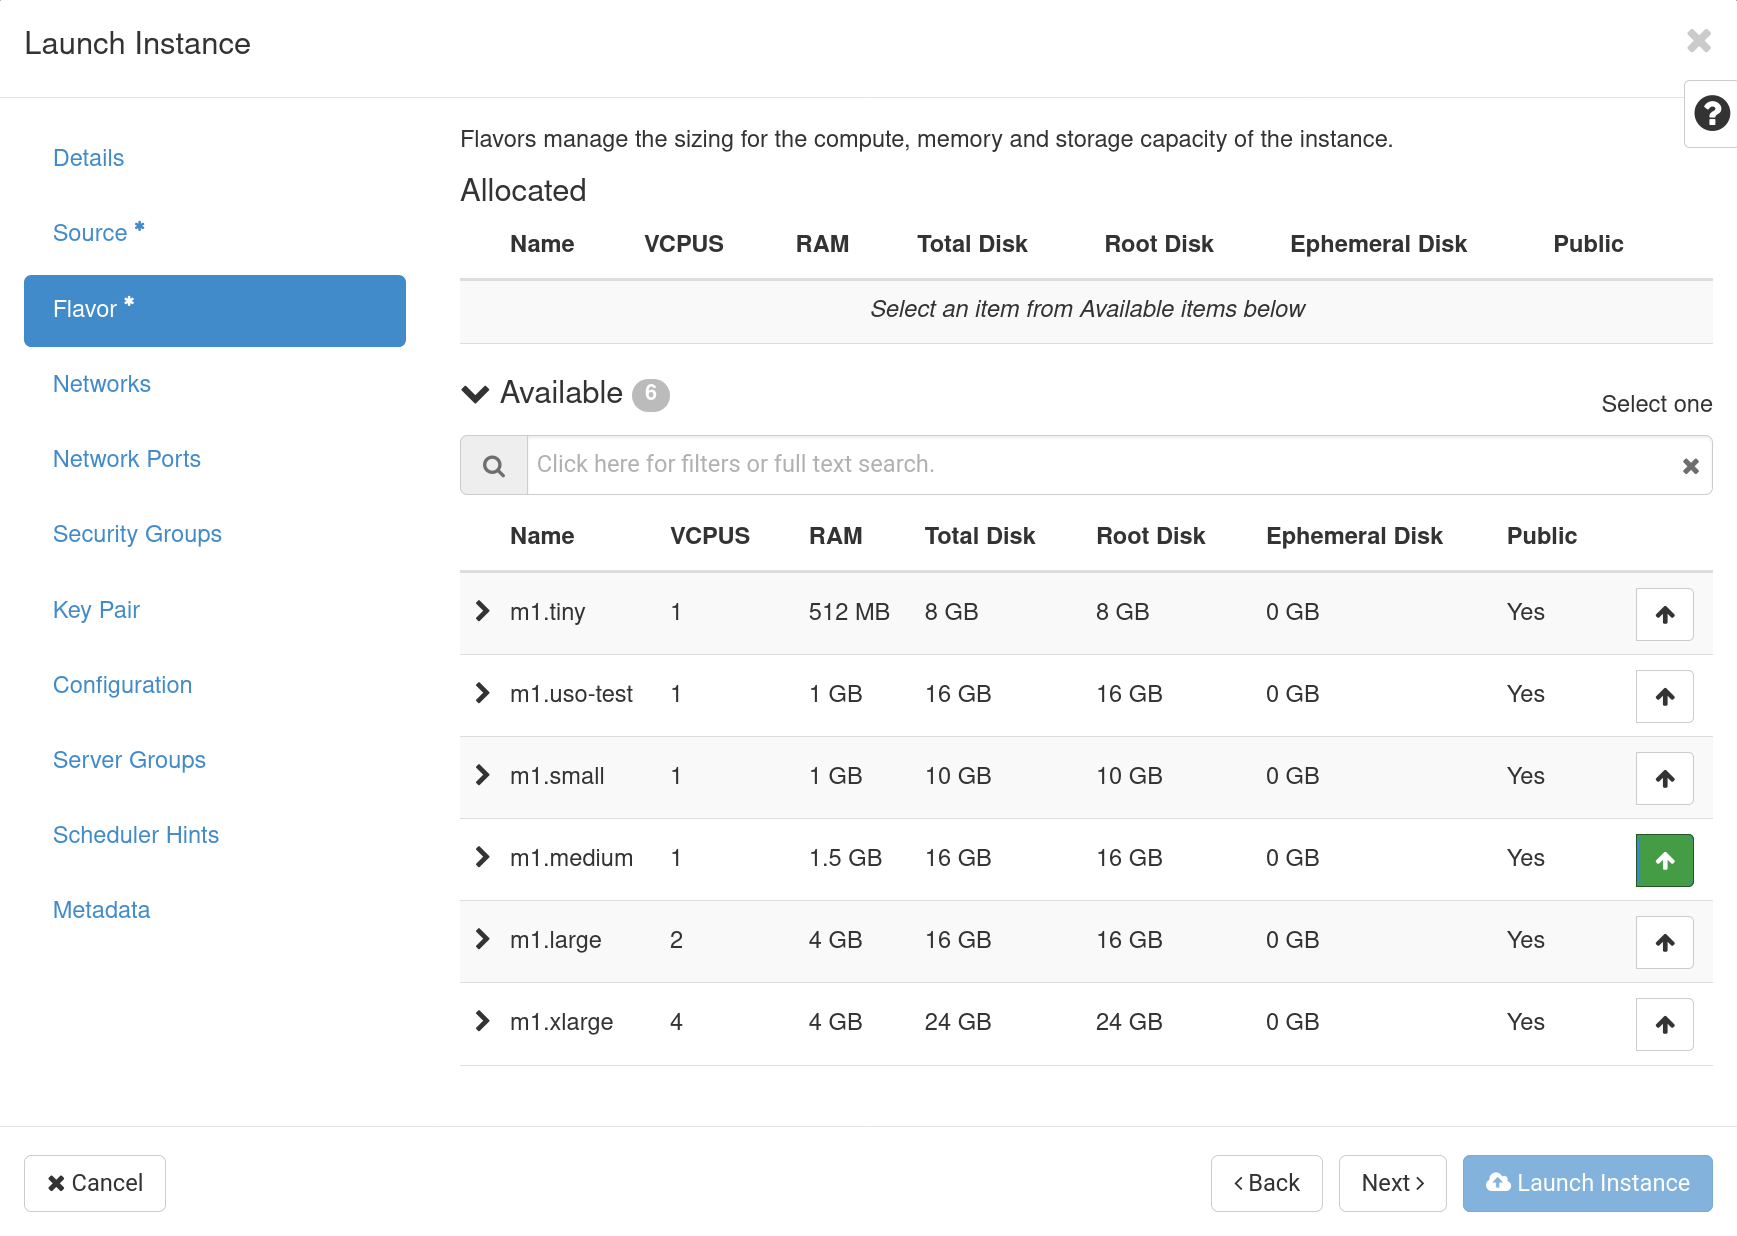 Launch Instance
Details
Source *
Flavor *
Networks
Network Ports
Security Groups
Key Pair
Configuration
Server Groups
Scheduler Hints
Metadata
Flavors manage the sizing for the compute, memory and storage capacity of the instance.
Allocated
Name VCPUS RAM Total Disk Root Disk Ephemeral Disk Public
Select an item from Available items below
Available 6
Select one
Click here for filters or full text search.
Name VCPUS RAM Total Disk Root Disk Ephemeral Disk Public
m1.tiny 1 512 MB 8 GB 8 GB 0 GB Yes
m1.uso-test 1 1 GB 16 GB 16 GB 0 GB Yes
m1.small 1 1 GB 10 GB 10 GB 0 GB Yes
m1.medium 1 1.5 GB 16 GB 16 GB 0 GB Yes
m1.large 2 4 GB 16 GB 16 GB 0 GB Yes
m1.xlarge 4 4 GB 24 GB 24 GB 0 GB Yes
Cancel
Back
Next
Launch Instance